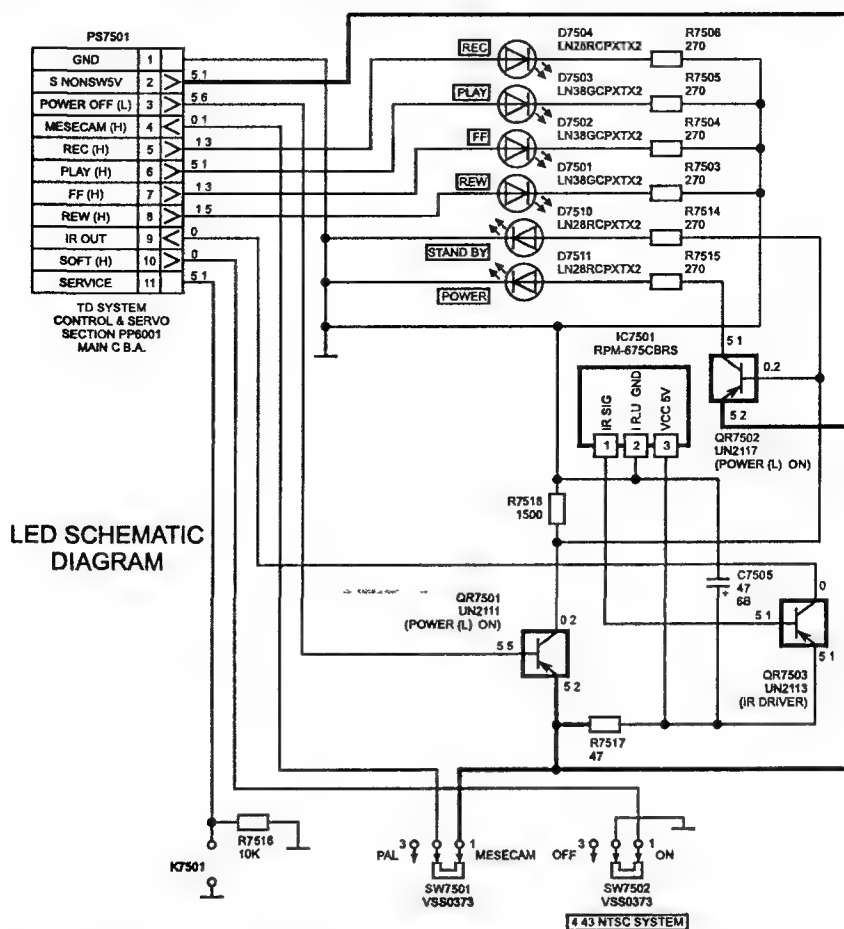 PS7501
GND 1
S NONSW5V 2 5.1
POWER OFF (L) 3 5 6
MESECAM (H) 4 0 1
REC (H) 5 1 3
PLAY (H) 6 5 1
FF (H) 7 1 3
REW (H) 8 1 5
IR OUT 9 0
SOFT (H) 10 0
SERVICE 11 5 1
TD SYSTEM
CONTROL & SERVO
SECTION PP6001
MAIN C B.A.
REC
D7504
LN28RCPXTX2
R7506
270
PLAY
D7503
LN38GCPXTX2
R7505
270
FF
D7502
LN38GCPXTX2
R7504
270
REW
D7501
LN38GCPXTX2
R7503
270
STAND BY
D7510
LN28RCPXTX2
R7514
270
POWER
D7511
LN28RCPXTX2
R7515
270
IC7501
RPM-675CBRS
IR SIG
I R.U GND
VCC 5V
1 2 3
5 1
0.2
5 2
QR7502
UN2117
(POWER (L) ON)
R7518
1500
LED SCHEMATIC
DIAGRAM
C7505
47
6B
QR7501
UN2111
(POWER (L) ON)
0 2
5 5
5 2
0
5 1
5 1
QR7503
UN2113
(IR DRIVER)
R7517
47
R7516
10K
K7501
PAL 3 1 MESECAM
SW7501
VSS0373
OFF 3 1 ON
SW7502
VSS0373
4 43 NTSC SYSTEM